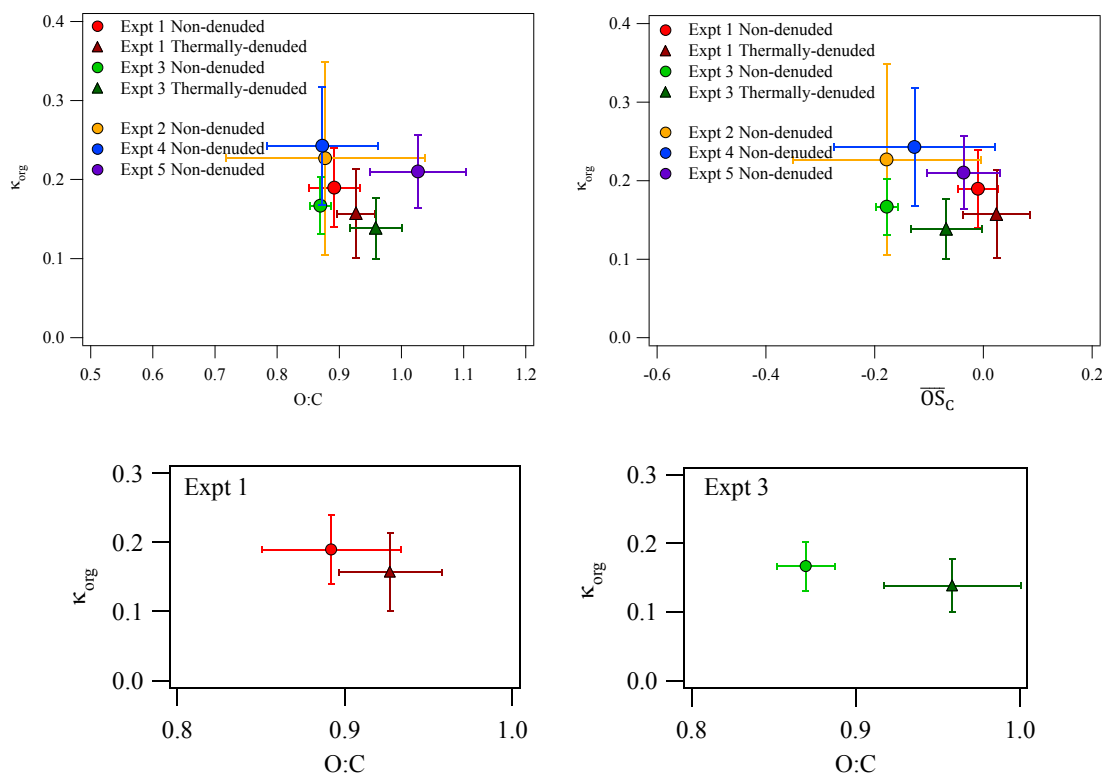 0.4
0.3
0.2
0.1
0.0
κorg
Expt 1 Non-denuded
Expt 1 Thermally-denuded
Expt 3 Non-denuded
Expt 3 Thermally-denuded
Expt 2 Non-denuded
Expt 4 Non-denuded
Expt 5 Non-denuded
0.5 0.6 0.7 0.8 0.9 1.0 1.1 1.2
O:C
0.4
0.3
0.2
0.1
0.0
κorg
Expt 1 Non-denuded
Expt 1 Thermally-denuded
Expt 3 Non-denuded
Expt 3 Thermally-denuded
Expt 2 Non-denuded
Expt 4 Non-denuded
Expt 5 Non-denuded
-0.6 -0.4 -0.2 0.0 0.2
O̅S̅C
Expt 1
0.3
0.2
0.1
0.0
κorg
0.8 0.9 1.0
O:C
Expt 3
0.3
0.2
0.1
0.0
κorg
0.8 0.9 1.0
O:C